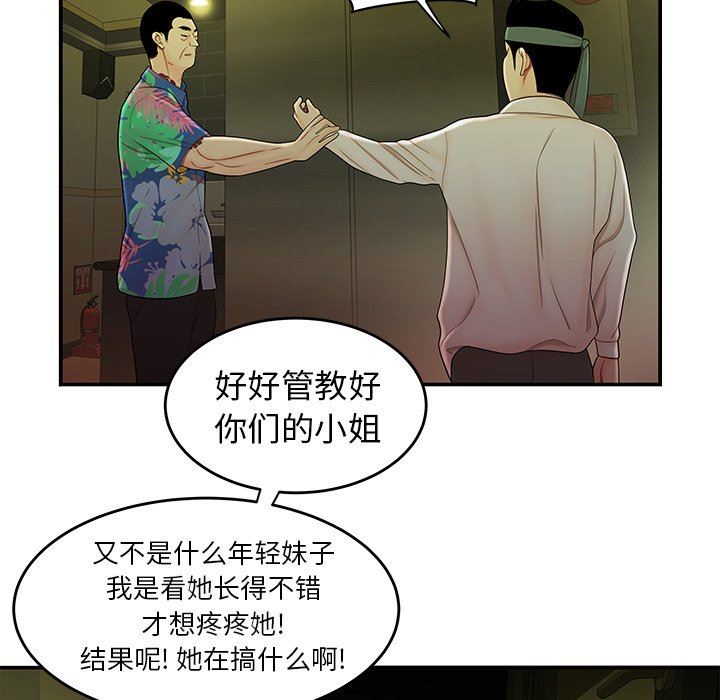 好好管教好
你们的小姐
又不是什么年轻妹子
我是看她长得不错
才想疼疼她!
结果呢! 她在搞什么啊!